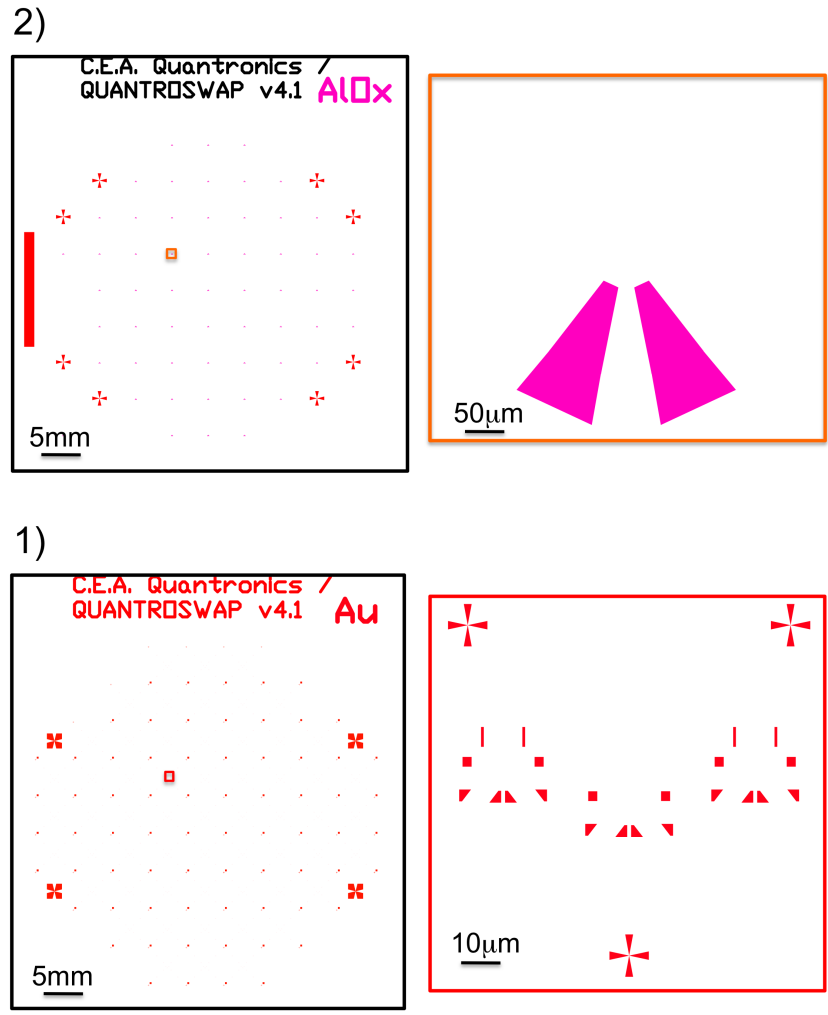 2)
C.E.A. Quantronics /
QUANTROSWAP v4.1 AlOx
5mm
50μm
1)
C.E.A. Quantronics /
QUANTROSWAP v4.1 Au
5mm
10μm